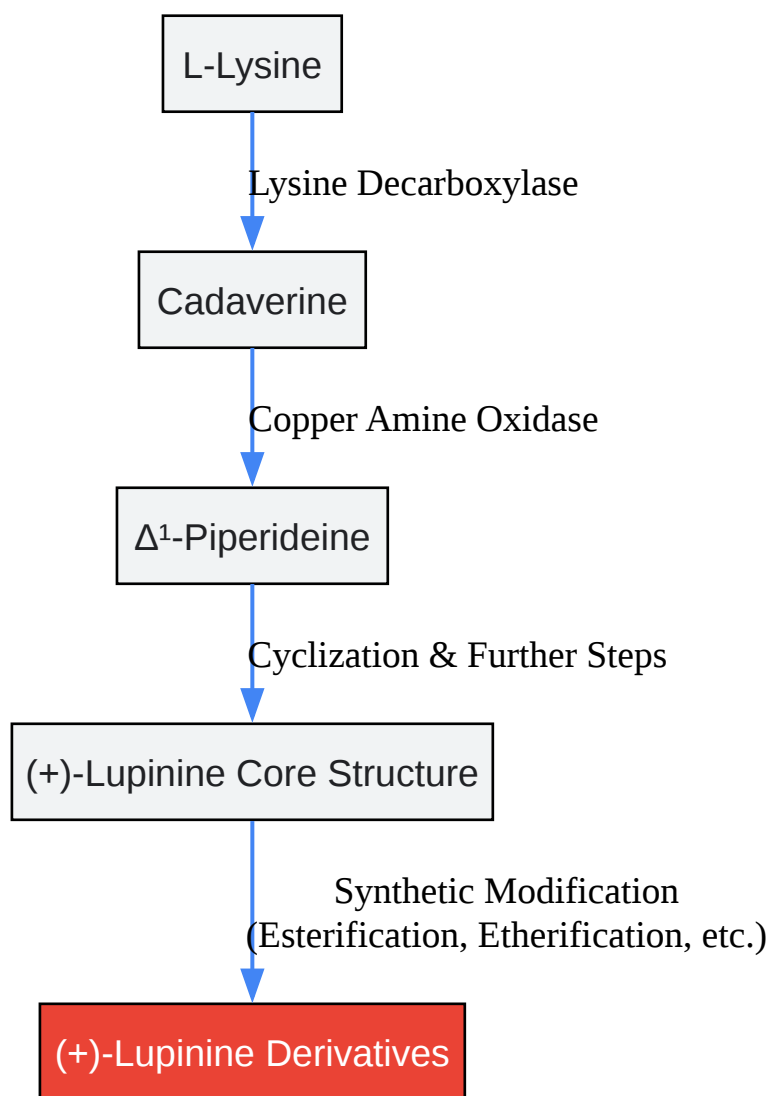 L-Lysine
Lysine Decarboxylase
Cadaverine
Copper Amine Oxidase
Δ¹-Piperideine
Cyclization & Further Steps
(+)-Lupinine Core Structure
Synthetic Modification
(Esterification, Etherification, etc.)
(+)-Lupinine Derivatives